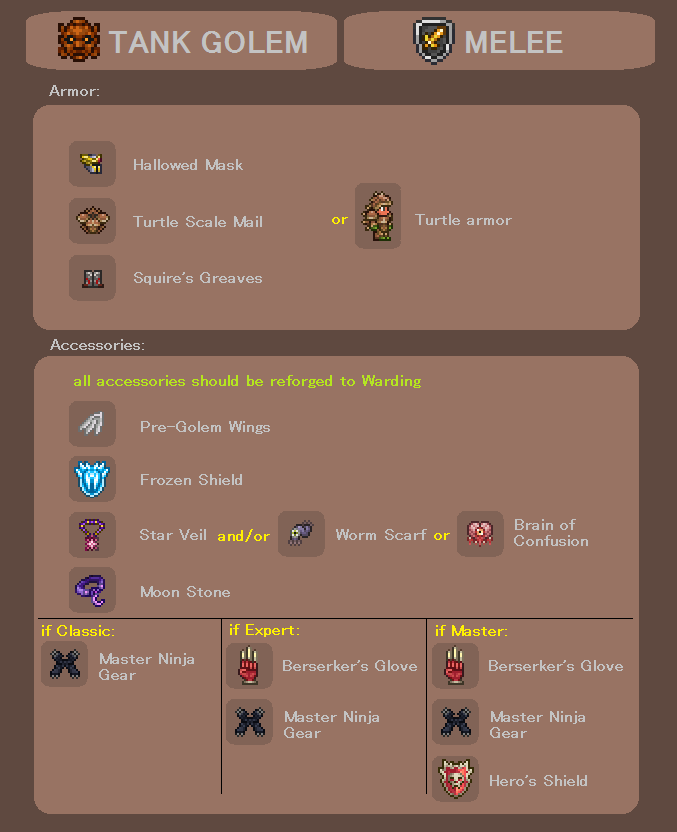 TANK GOLEM
MELEE
Armor:
Hallowed Mask
Turtle Scale Mail
Squire's Greaves
or
Turtle armor
Accessories:
all accessories should be reforged to Warding
Pre-Golem Wings
Frozen Shield
Star Veil and/or Worm Scarf or Brain of
Confusion
Moon Stone
if Classic:
Master Ninja
Gear
if Expert:
Berserker's Glove
Master Ninja
Gear
if Master:
Berserker's Glove
Master Ninja
Gear
Hero's Shield